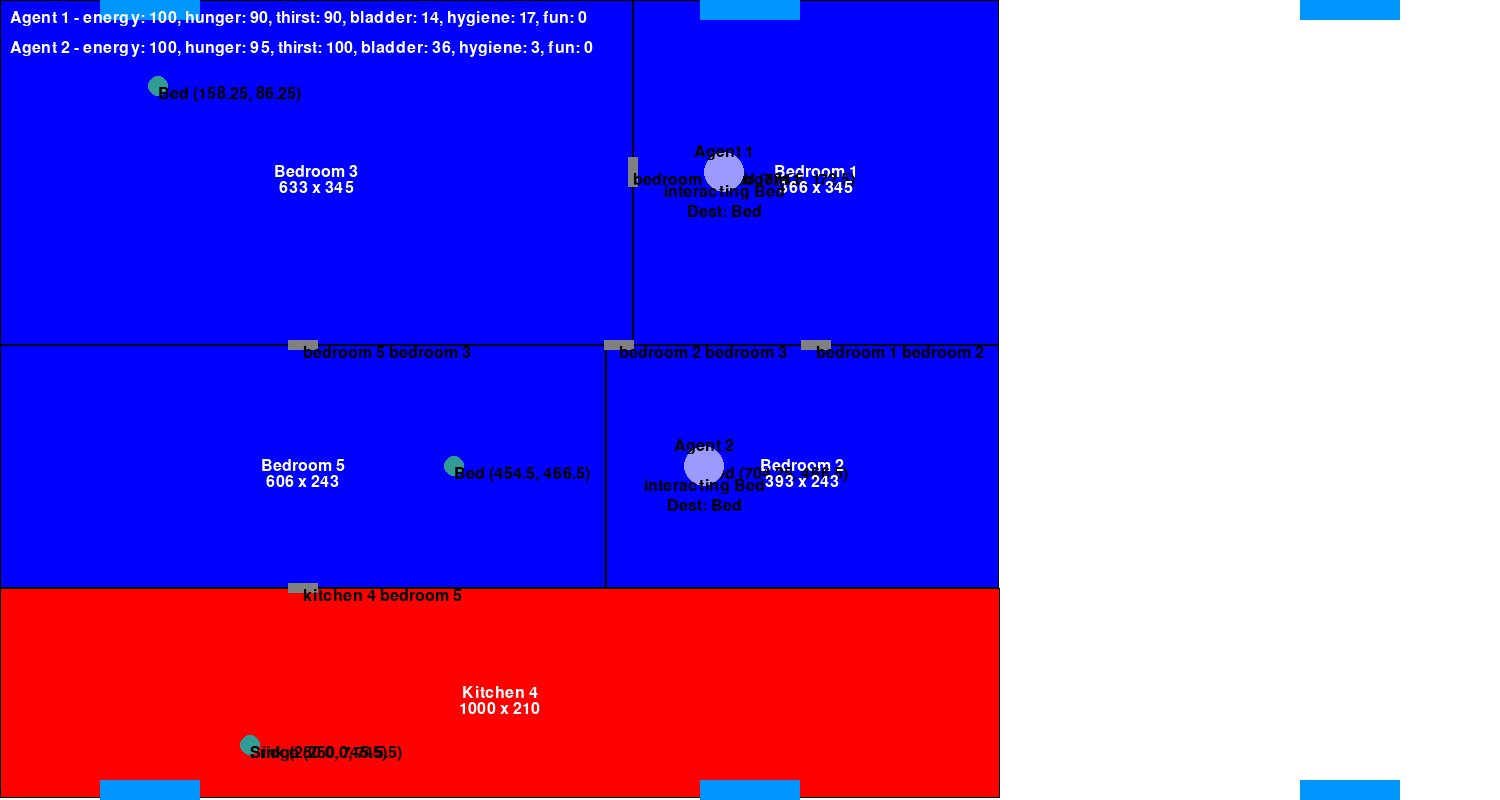 Agent 1 - energy: 100, hunger: 90, thirst: 90, bladder: 14, hygiene: 17, fun: 0
Agent 2 - energy: 100, hunger: 95, thirst: 100, bladder: 36, hygiene: 3, fun: 0
Bed (158.25, 86.25)
Bedroom 3
633 x 345
Agent 1
Bedroom 1
366 x 345
bedroom
interacting Bed
Dest: Bed
bedroom 5 bedroom 3
bedroom 2 bedroom 3
bedroom 1 bedroom 2
Agent 2
Bedroom 5
606 x 243
Bed (454.5, 466.5)
Bedroom 2
393 x 243
interacting Bed
Dest: Bed
kitchen 4 bedroom 5
Kitchen 4
1000 x 210